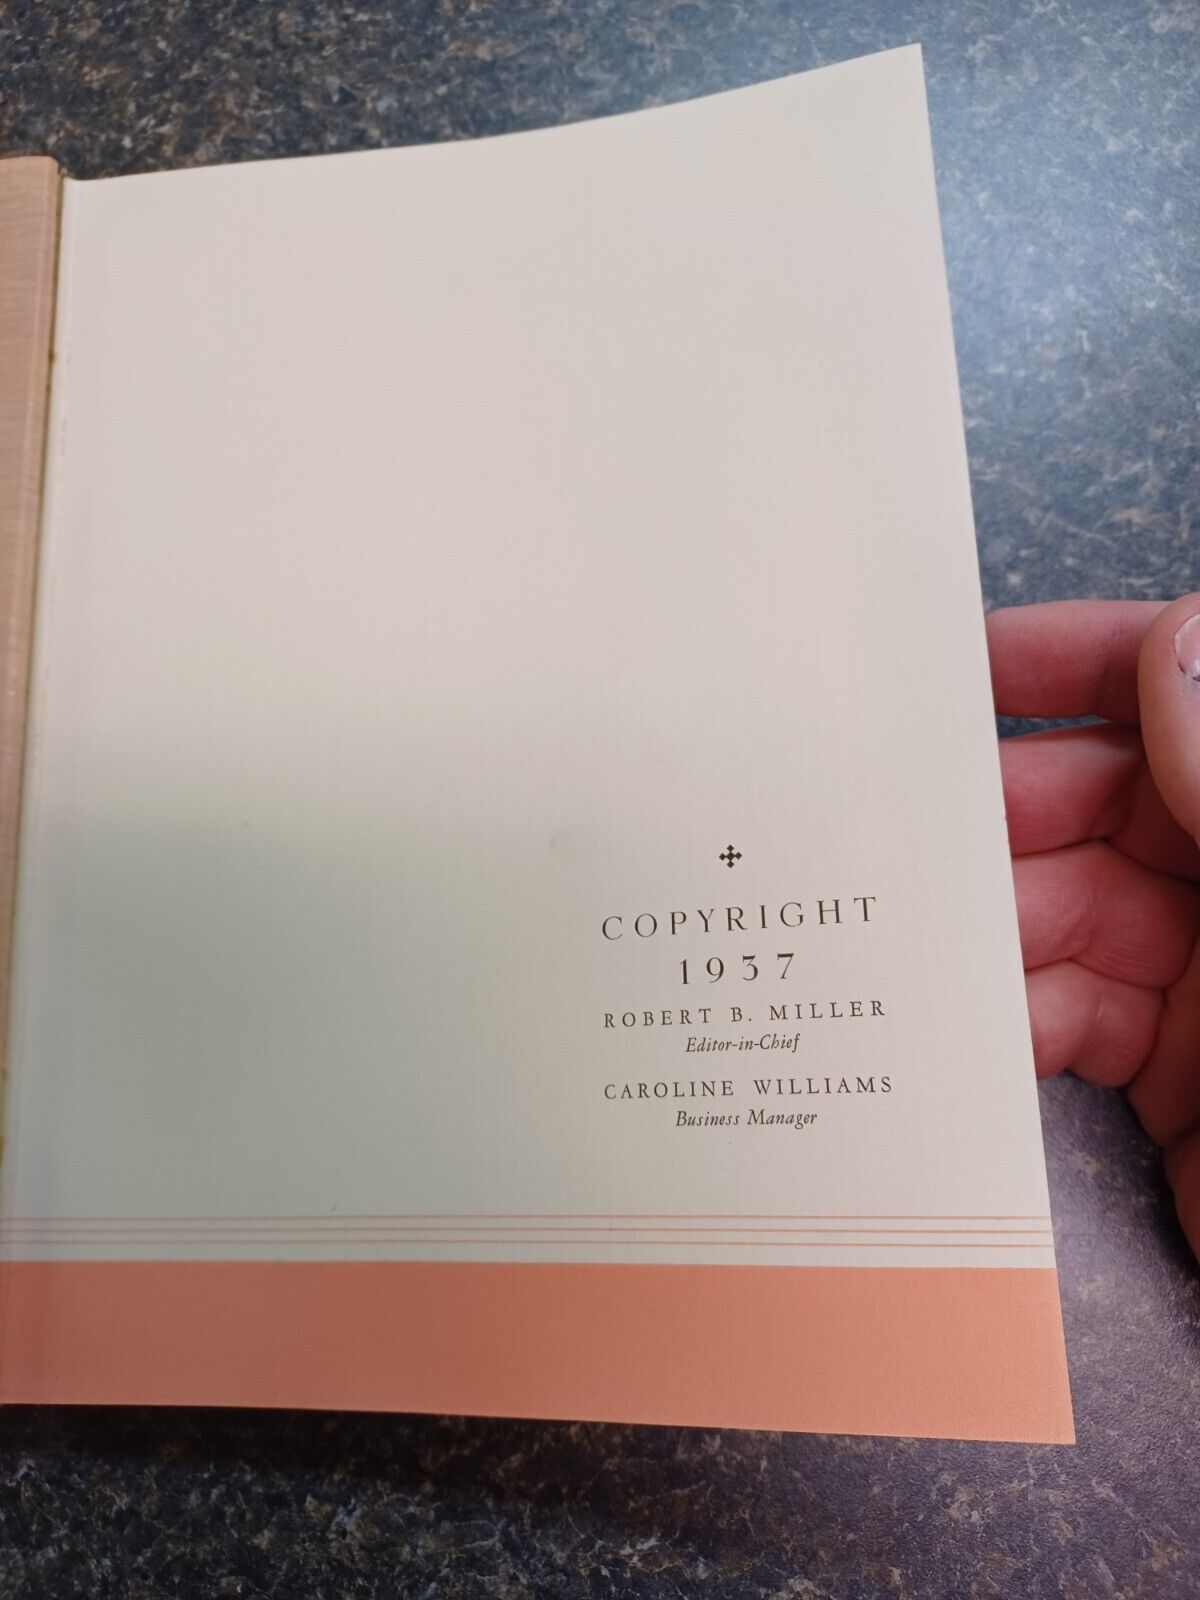 COPYRIGHT
1937
ROBERT B. MILLER
Editor-in-Chief
CAROLINE WILLIAMS
Business Manager